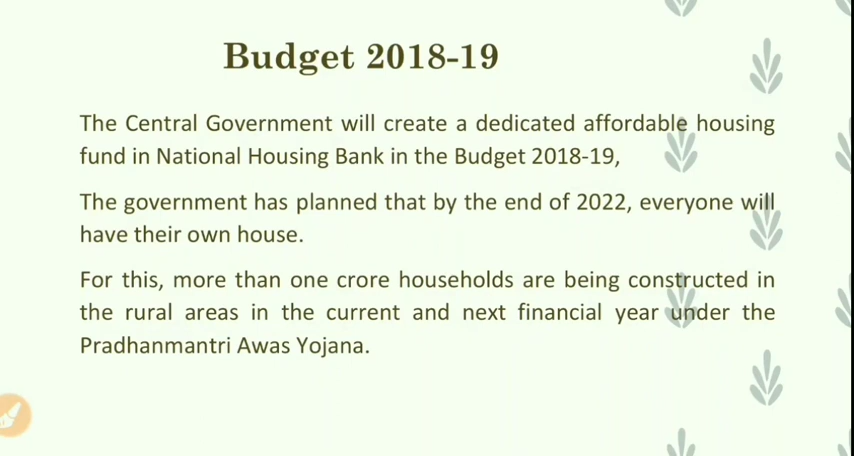 Budget 2018-19
The Central Government will create a dedicated affordable housing
fund in National Housing Bank in the Budget 2018-19,
The government has planned that by the end of 2022, everyone will
have their own house.
For this, more than one crore households are being constructed in
the rural areas in the current and next financial year under the
Pradhanmantri Awas Yojana.